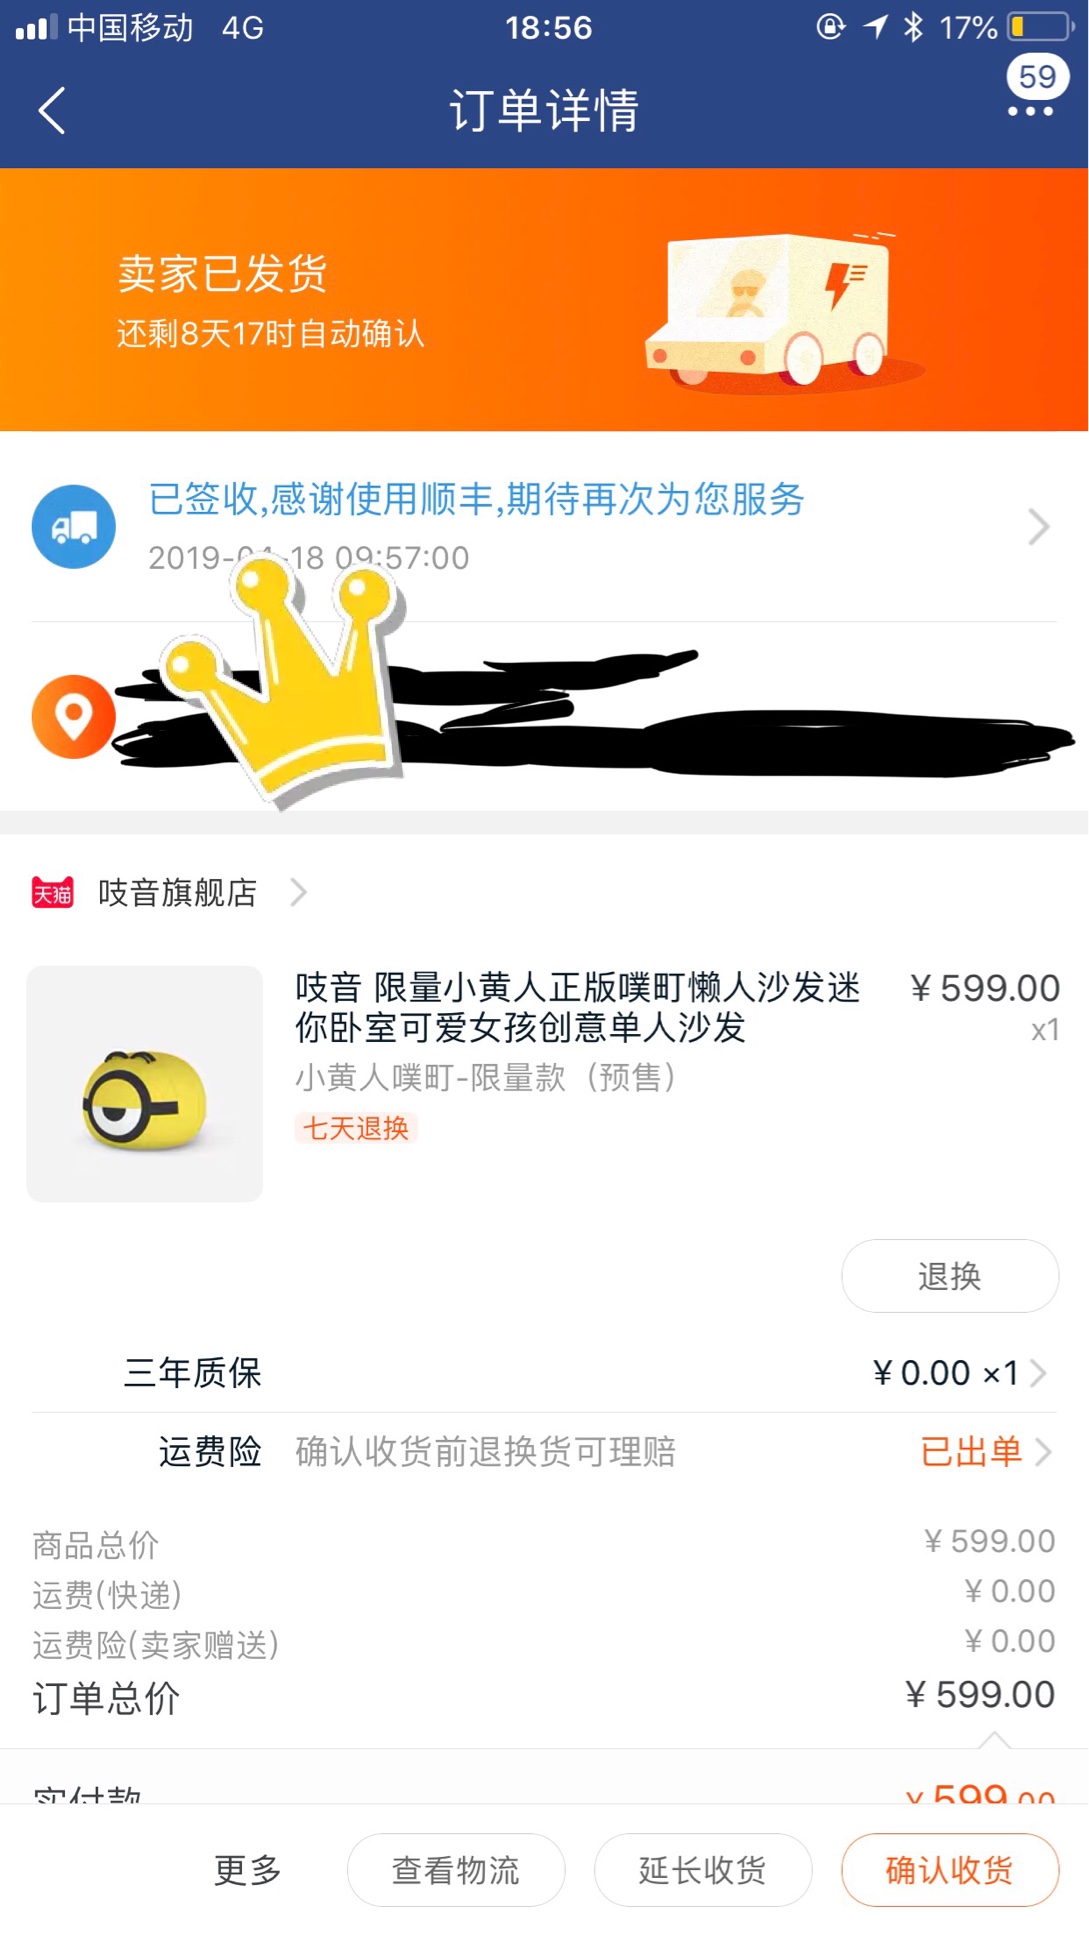 中国移动 4G 18:56 17%
订单详情
59
卖家已发货
还剩8天17时自动确认
已签收,感谢使用顺丰,期待再次为您服务
2019-04-18 09:57:00
天猫 吱音旗舰店
吱音 限量小黄人正版噗町懒人沙发迷 ¥ 599.00
你卧室可爱女孩创意单人沙发 x1
小黄人噗町-限量款（预售）
七天退换
退换
三年质保 ¥ 0.00 ×1
运费险 确认收货前退换货可理赔 已出单
商品总价 ¥ 599.00
运费(快递) ¥ 0.00
运费险(卖家赠送) ¥ 0.00
订单总价 ¥ 599.00
实付款 ¥ 599.00
更多 查看物流 延长收货 确认收货